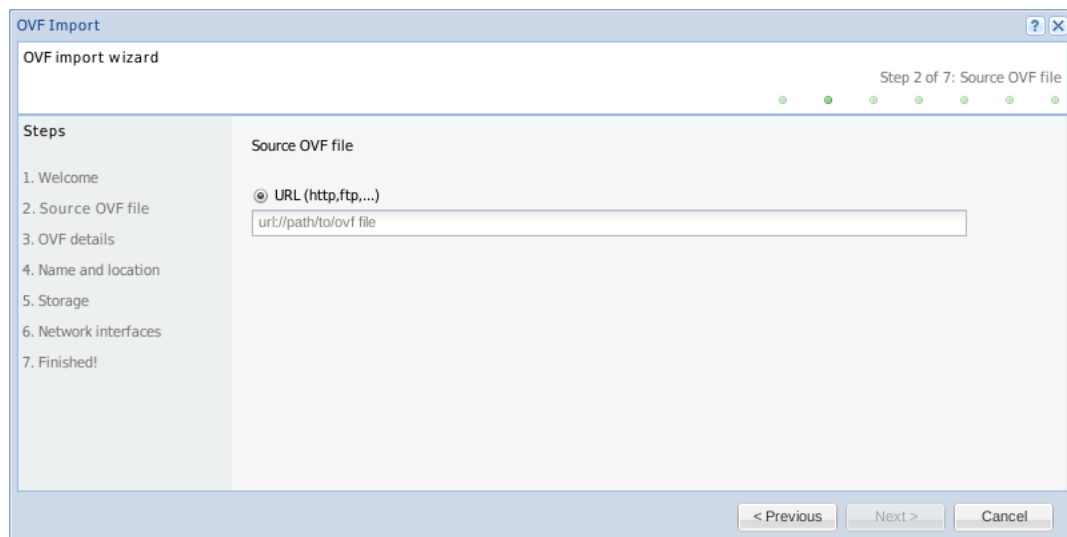 OVF Import
?
OVF import wizard
Step 2 of 7: Source OVF file
Steps
1. Welcome
2. Source OVF file
3. OVF details
4. Name and location
5. Storage
6. Network interfaces
7. Finished!
Source OVF file
URL (http,ftp,...)
url://path/to/ovf file
< Previous
Next >
Cancel